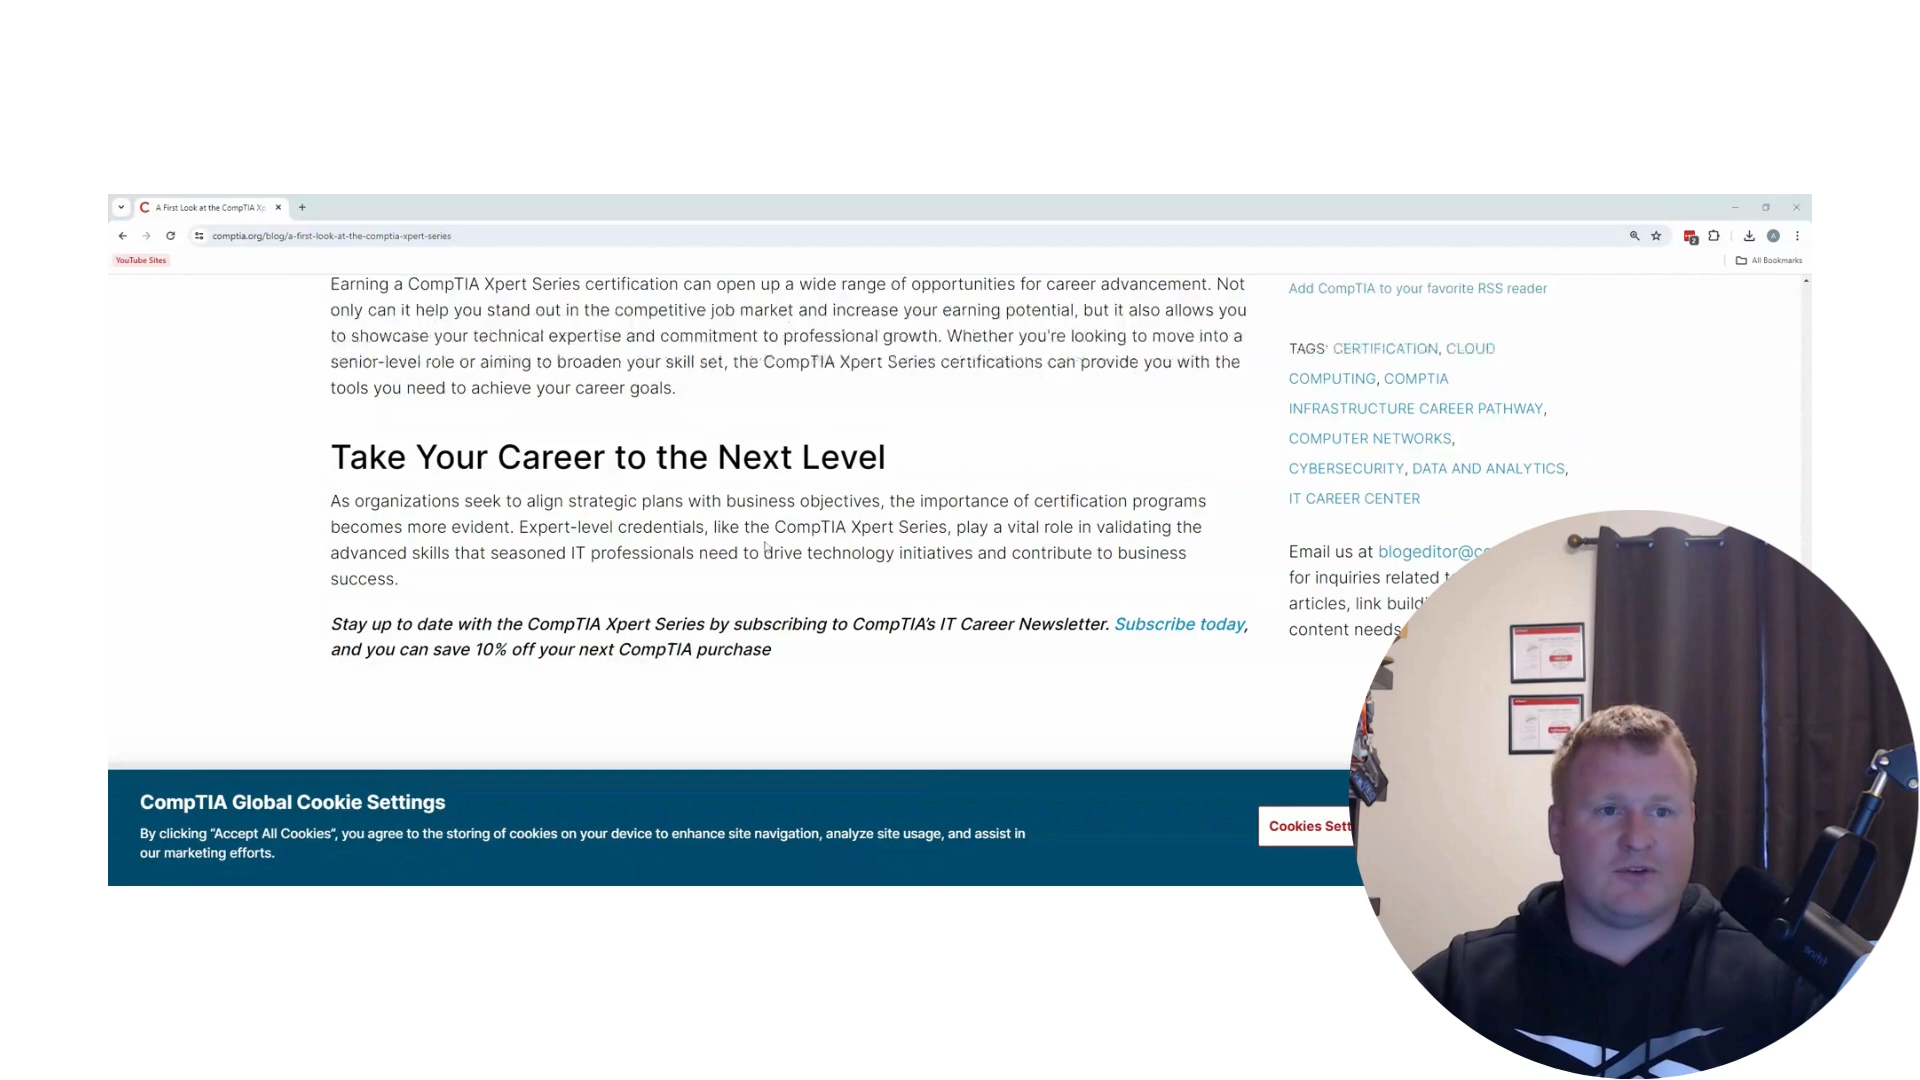 A First Look at the CompTIA Xp
comptia.org/blog/a-first-look-at-the-comptia-xpert-series
YouTube Sites
All Bookmarks
Earning a CompTIA Xpert Series certification can open up a wide range of opportunities for career advancement. Not
only can it help you stand out in the competitive job market and increase your earning potential, but it also allows you
to showcase your technical expertise and commitment to professional growth. Whether you're looking to move into a
senior-level role or aiming to broaden your skill set, the CompTIA Xpert Series certifications can provide you with the
tools you need to achieve your career goals.
Take Your Career to the Next Level
As organizations seek to align strategic plans with business objectives, the importance of certification programs
becomes more evident. Expert-level credentials, like the CompTIA Xpert Series, play a vital role in validating the
advanced skills that seasoned IT professionals need to drive technology initiatives and contribute to business
success.
Stay up to date with the CompTIA Xpert Series by subscribing to CompTIA's IT Career Newsletter. Subscribe today,
and you can save 10% off your next CompTIA purchase
Add CompTIA to your favorite RSS reader
TAGS: CERTIFICATION, CLOUD
COMPUTING, COMPTIA
INFRASTRUCTURE CAREER PATHWAY,
COMPUTER NETWORKS,
CYBERSECURITY, DATA AND ANALYTICS,
IT CAREER CENTER
Email us at blogeditor@co
for inquiries related t
articles, link build
content needs
CompTIA Global Cookie Settings
By clicking “Accept All Cookies”, you agree to the storing of cookies on your device to enhance site navigation, analyze site usage, and assist in
our marketing efforts.
Cookies Sett